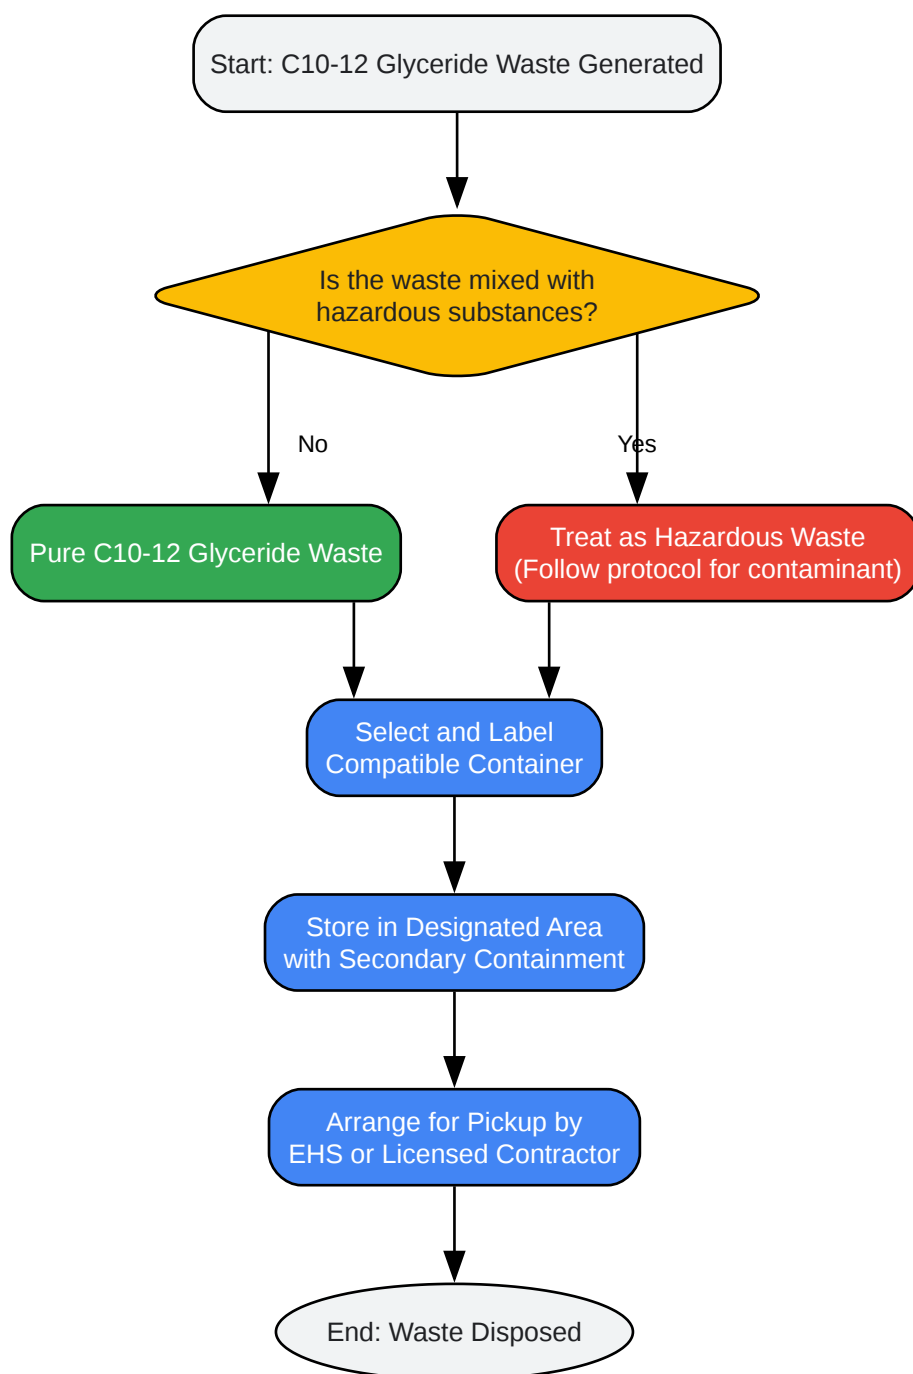 Start: C10-12 Glyceride Waste Generated
Is the waste mixed with
hazardous substances?
No
Yes
Pure C10-12 Glyceride Waste
Treat as Hazardous Waste
(Follow protocol for contaminant)
Select and Label
Compatible Container
Store in Designated Area
with Secondary Containment
Arrange for Pickup by
EHS or Licensed Contractor
End: Waste Disposed